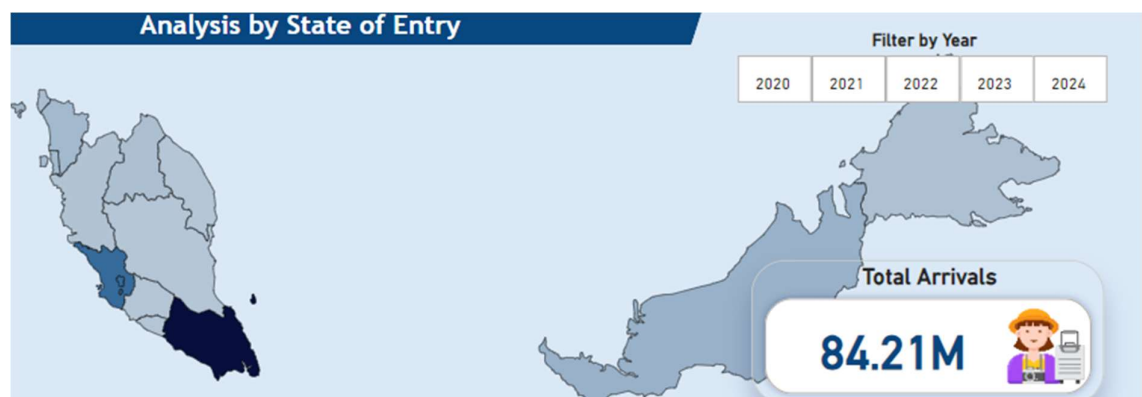 Analysis by State of Entry
Filter by Year
2020 2021 2022 2023 2024
Total Arrivals
84.21M